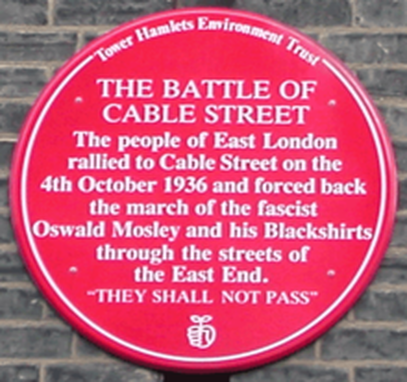 Tower Hamlets Environment Trust
THE BATTLE OF
CABLE STREET
The people of East London
rallied to Cable Street on the
4th October 1936 and forced back
the march of the fascist
Oswald Mosley and his Blackshirts
through the streets of
the East End.
"THEY SHALL NOT PASS"